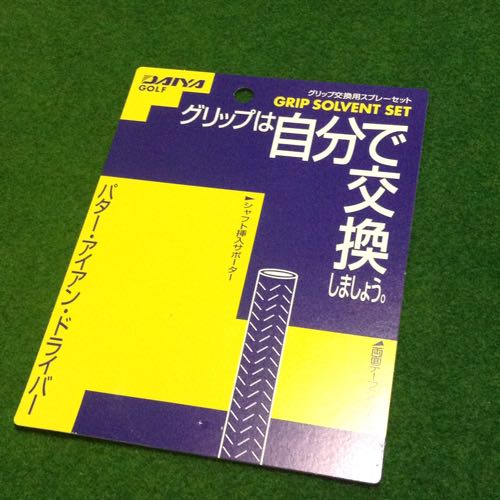 DAIYA
GOLF
グリップ交換用スプレーセット
GRIP SOLVENT SET
グリップは自分で
交換
しましょう。
▶シャフト挿入サポーター
▶両面テープ
パター・アイアン・ドライバー